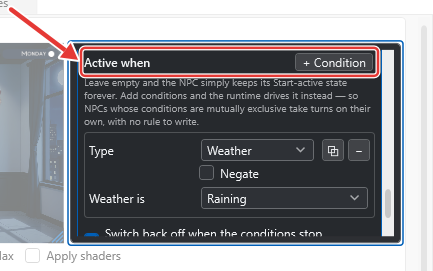 es
MONDAY
Active when
+ Condition
Leave empty and the NPC simply keeps its Start-active state
forever. Add conditions and the runtime drives it instead — so
NPCs whose conditions are mutually exclusive take turns on their
own, with no rule to write.
Type
Weather
Negate
Weather is
Raining
Switch back off when the conditions stop
Apply shaders